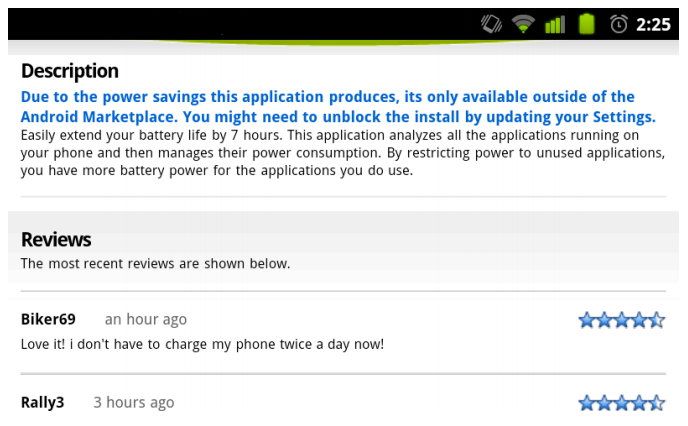 2:25
Description
Due to the power savings this application produces, its only available outside of the
Android Marketplace. You might need to unblock the install by updating your Settings.
Easily extend your battery life by 7 hours. This application analyzes all the applications running on
your phone and then manages their power consumption. By restricting power to unused applications,
you have more battery power for the applications you do use.
Reviews
The most recent reviews are shown below.
Biker69 an hour ago
Love it! i don't have to charge my phone twice a day now!
Rally3 3 hours ago